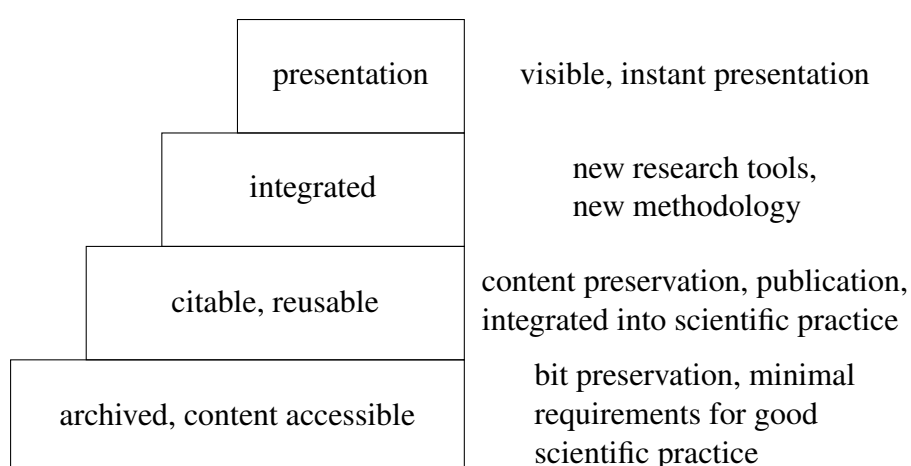 presentation
visible, instant presentation
integrated
new research tools,
new methodology
citable, reusable
content preservation, publication,
integrated into scientific practice
archived, content accessible
bit preservation, minimal
requirements for good
scientific practice